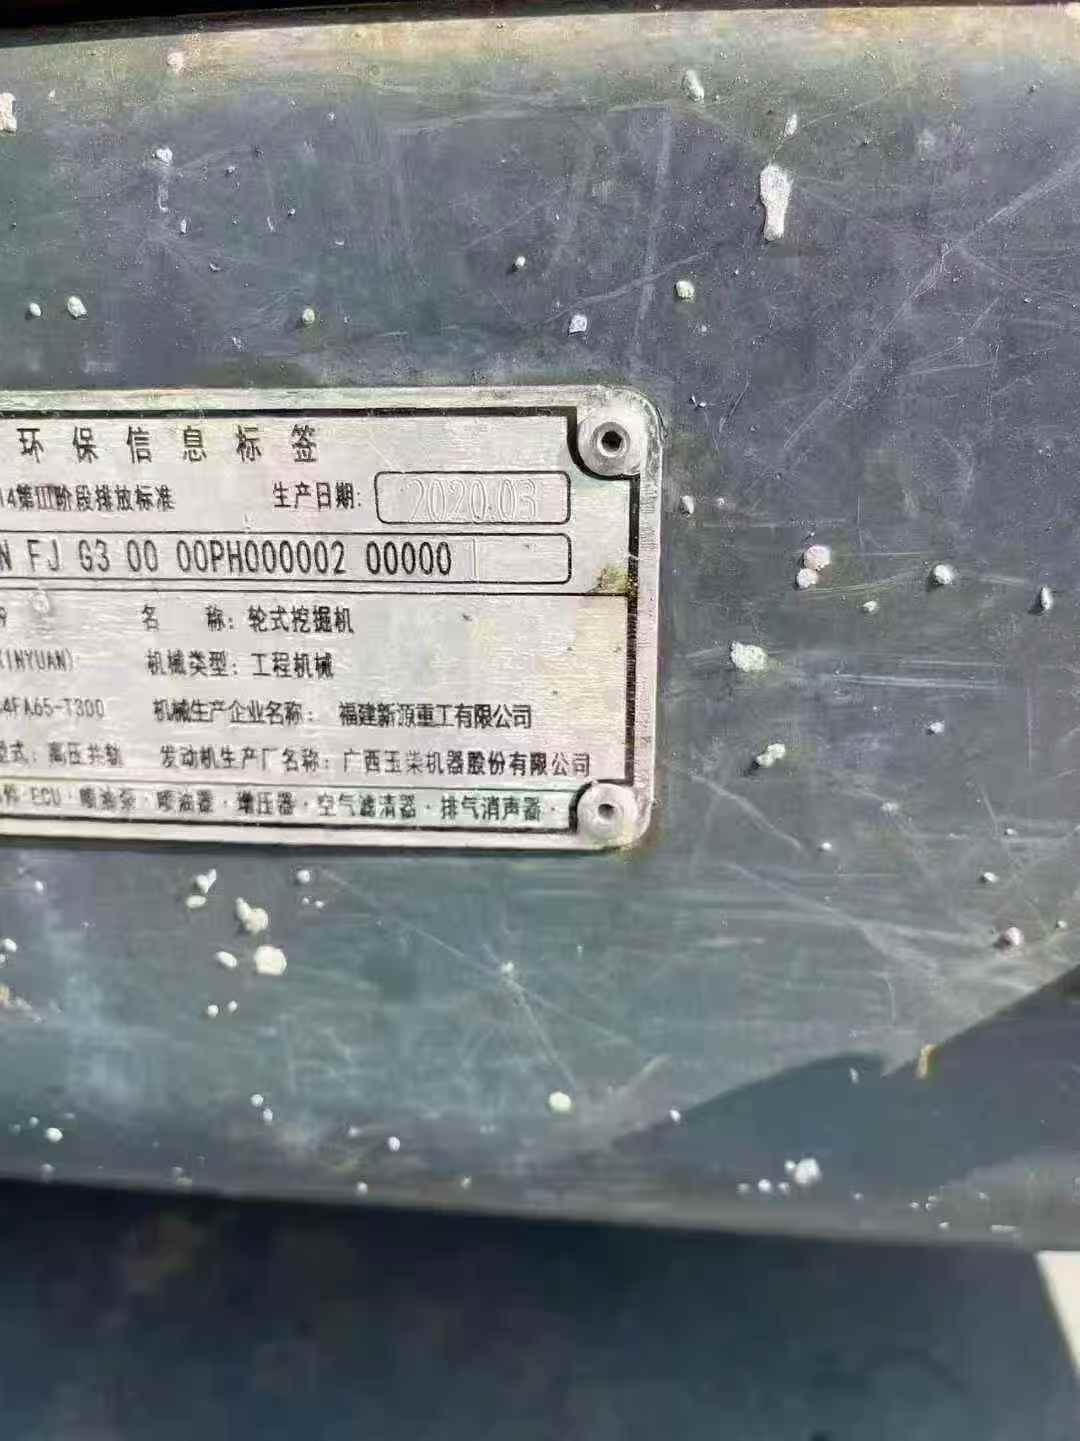 环保信息标签
14第III阶段排放标准 生产日期: 2020.03
N FJ G3 00 00PH000002 00000
9 名 称: 轮式挖掘机
XINYUAN) 机械类型: 工程机械
4FA65-T300 机械生产企业名称: 福建新源重工有限公司
式: 高压共轨 发动机生产厂名称: 广西玉柴机器股份有限公司
·ECU·喷油泵·喷油器·增压器·空气滤清器·排气消声器·